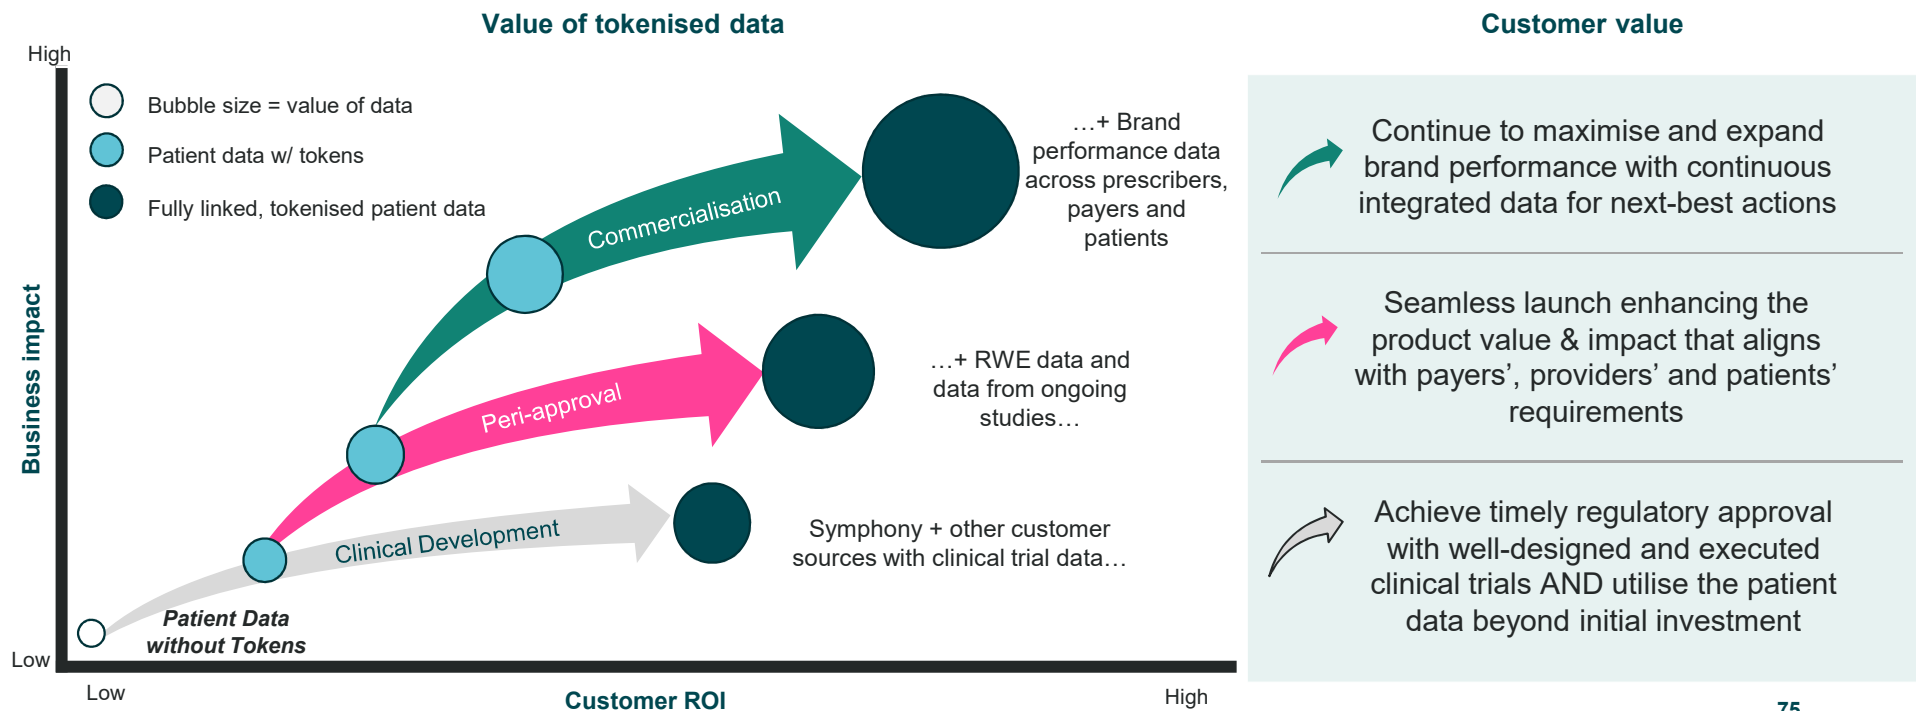 Value of tokenised data
High
Bubble size = value of data
Patient data w/ tokens
Fully linked, tokenised patient data
Commercialisation
…+ Brand
performance data
across prescribers,
payers and
patients
Peri-approval
…+ RWE data and
data from ongoing
studies…
Clinical Development
Symphony + other customer
sources with clinical trial data…
Patient Data
without Tokens
Business impact
Low
Low
Customer ROI
High
Customer value
Continue to maximise and expand
brand performance with continuous
integrated data for next-best actions
Seamless launch enhancing the
product value & impact that aligns
with payers’, providers’ and patients’
requirements
Achieve timely regulatory approval
with well-designed and executed
clinical trials AND utilise the patient
data beyond initial investment
75